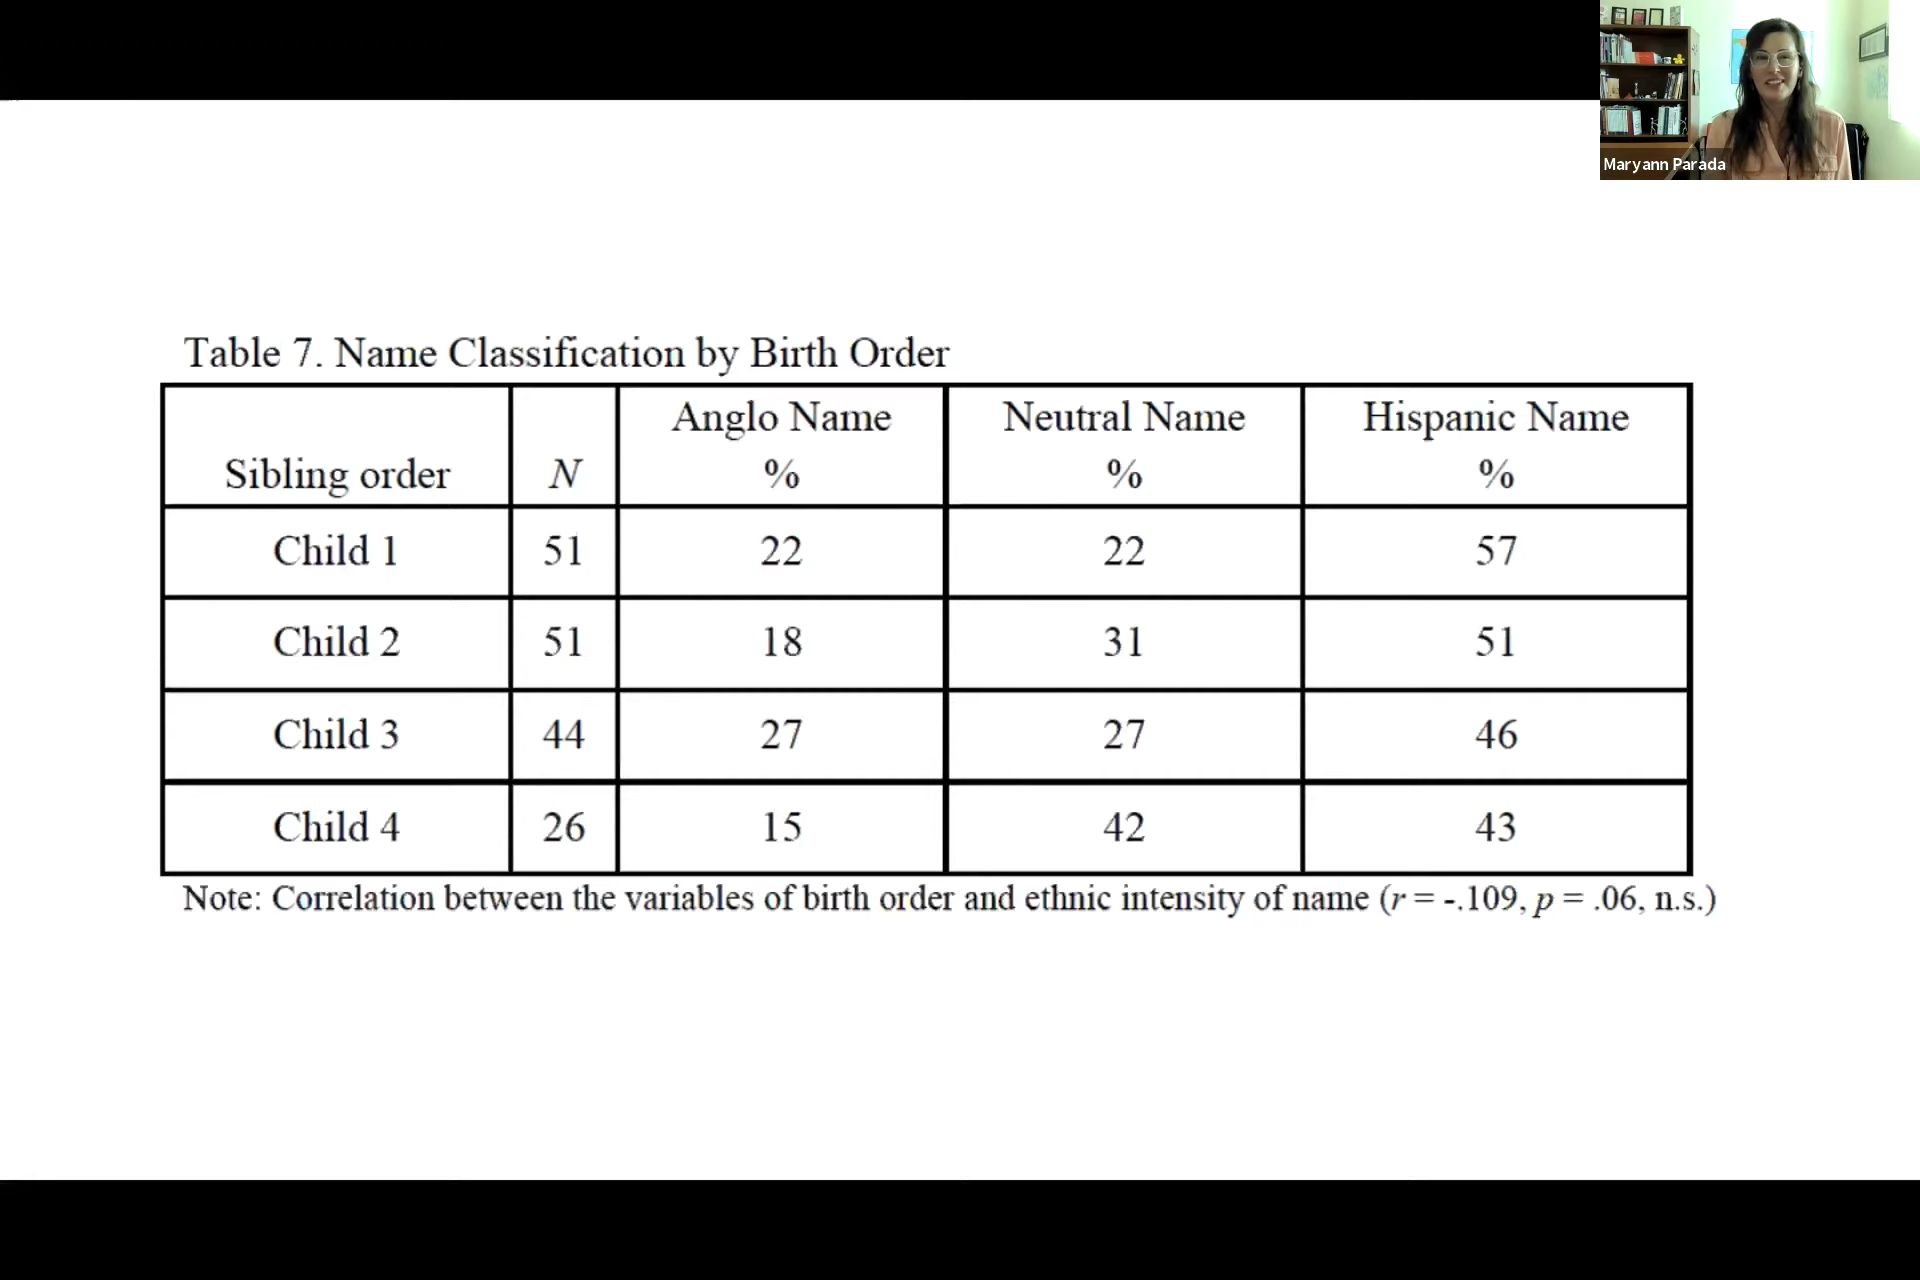 Maryann Parada
Table 7. Name Classification by Birth Order
Sibling order N Anglo Name % Neutral Name % Hispanic Name %
Child 1 51 22 22 57
Child 2 51 18 31 51
Child 3 44 27 27 46
Child 4 26 15 42 43
Note: Correlation between the variables of birth order and ethnic intensity of name (r = -.109, p = .06, n.s.)